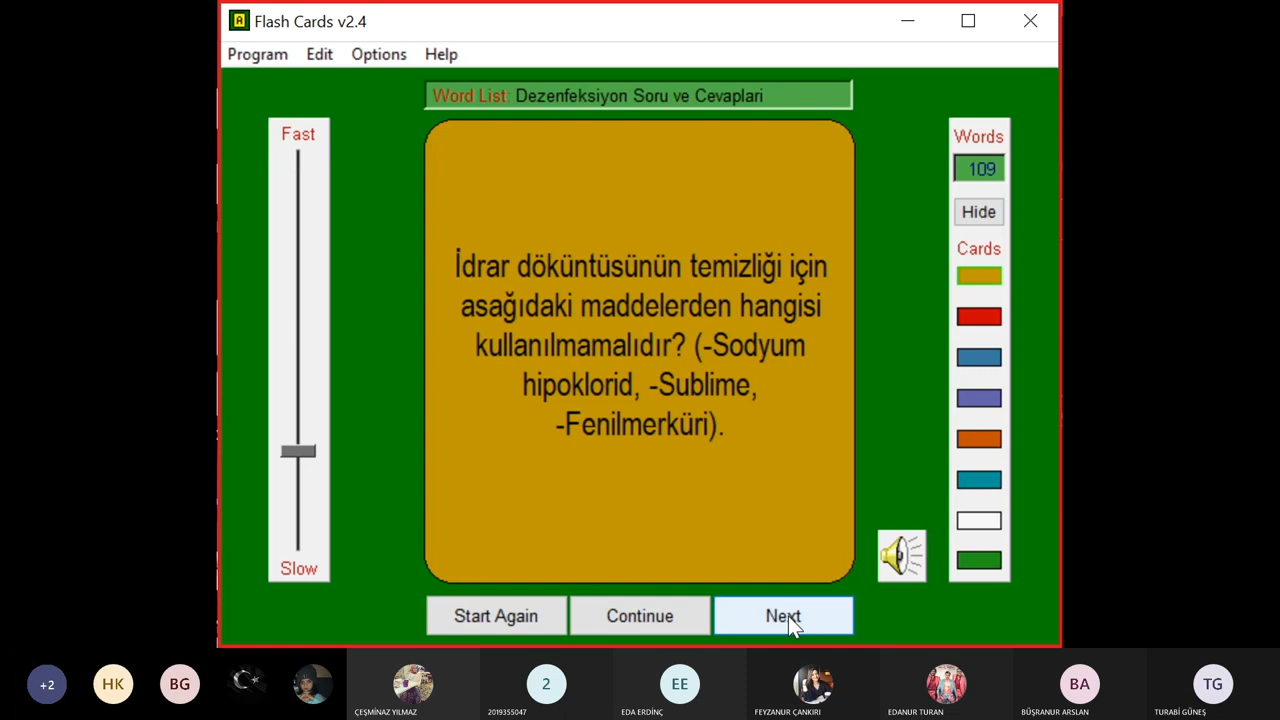 Flash Cards v2.4
Program Edit Options Help
Word List: Dezenfeksiyon Soru ve Cevaplari
Fast
Slow
İdrar döküntüsünün temizliği için
asağıdaki maddelerden hangisi
kullanılmamalıdır? (-Sodyum
hipoklorid, -Sublime,
-Fenilmerküri).
Words
109
Hide
Cards
Start Again Continue Next
+2 HK BG 2 EE BA TG
ÇEŞMİNAZ YILMAZ 2019355047 EDA ERDİNÇ FEYZANUR ÇANKIRI EDANUR TURAN BÜŞRANUR ARSLAN TURABİ GÜNEŞ